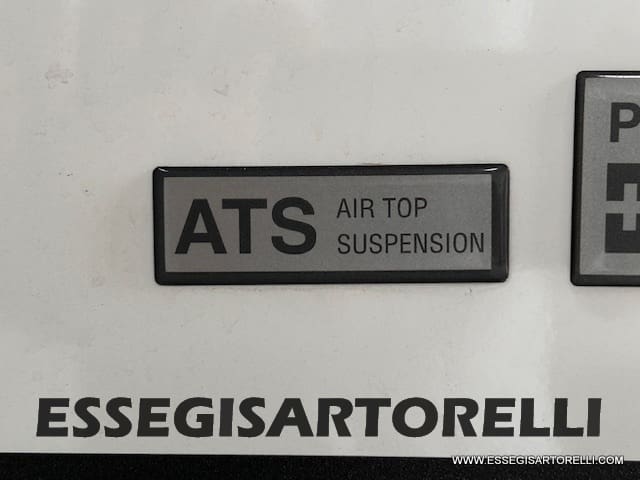 ATS AIR TOP
SUSPENSION
P
ESSEGISARTORELLI
WWW.ESSEGISARTORELLI.COM